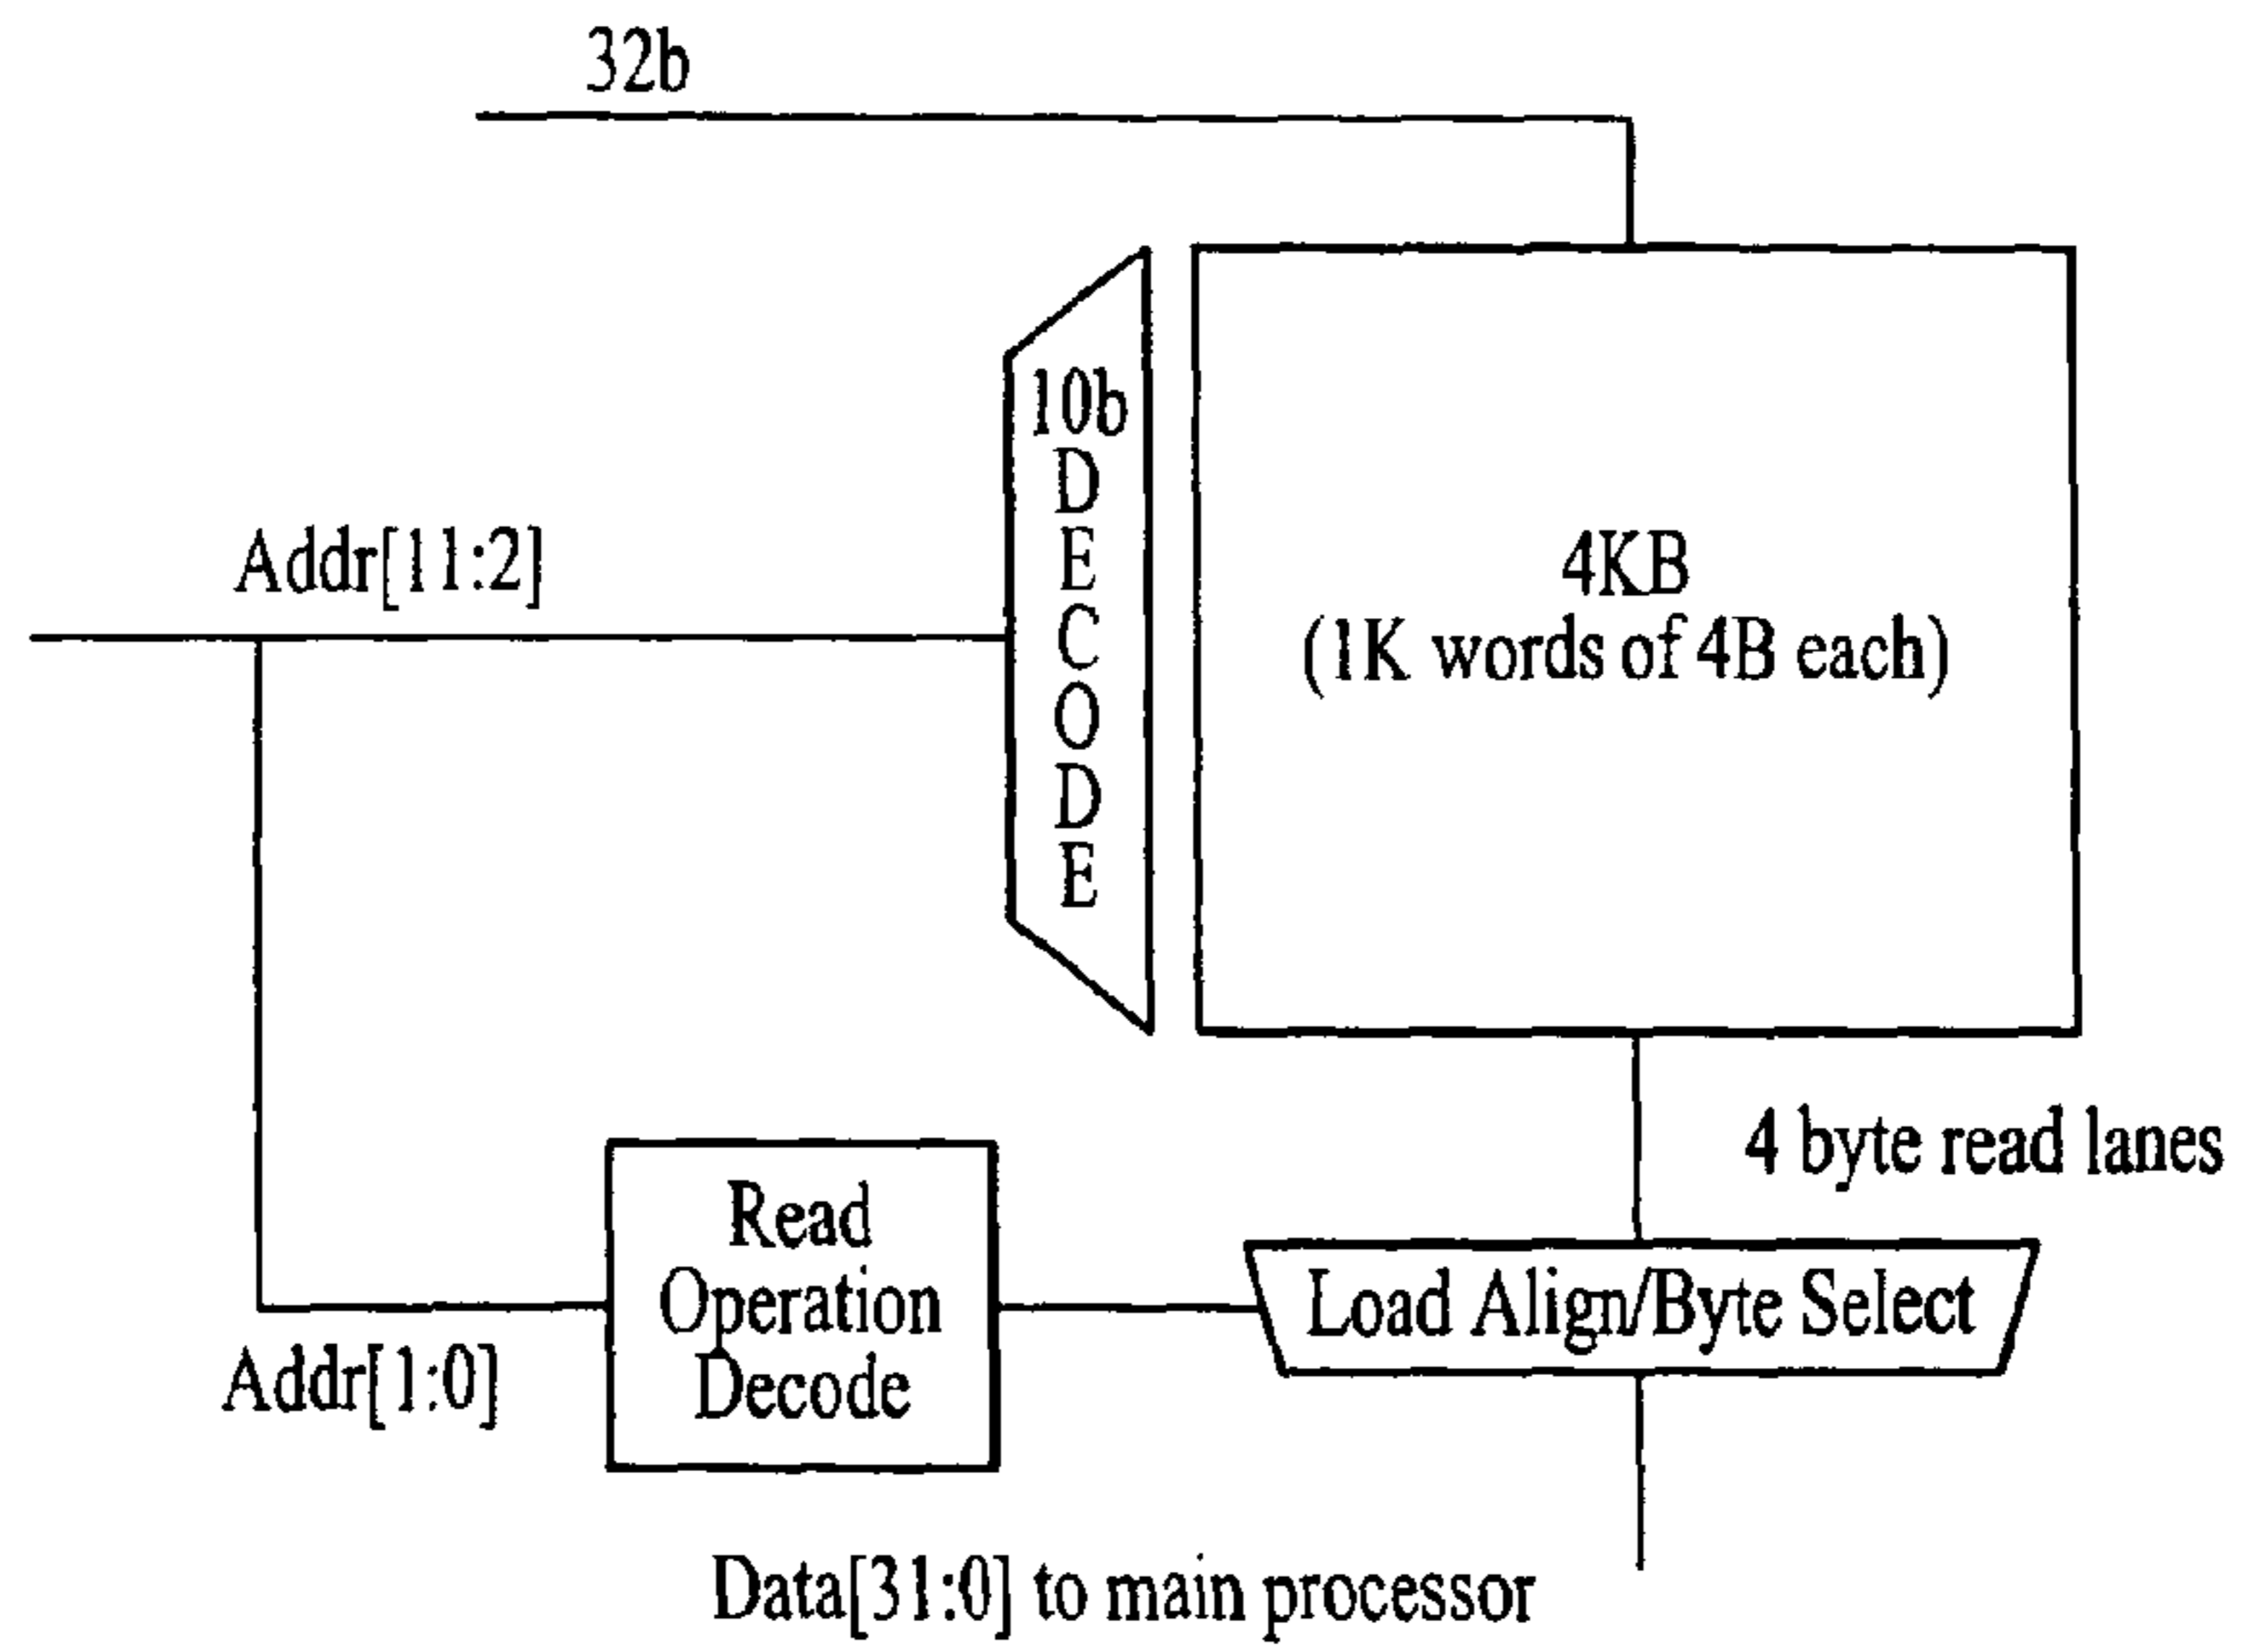 32b
10b
D
E
C
O
D
E
Addr[11:2]
4KB
(1K words of 4B each)
4 byte read lanes
Read
Operation
Decode
Load Align/Byte Select
Addr[1:0]
Data[31:0] to main processor